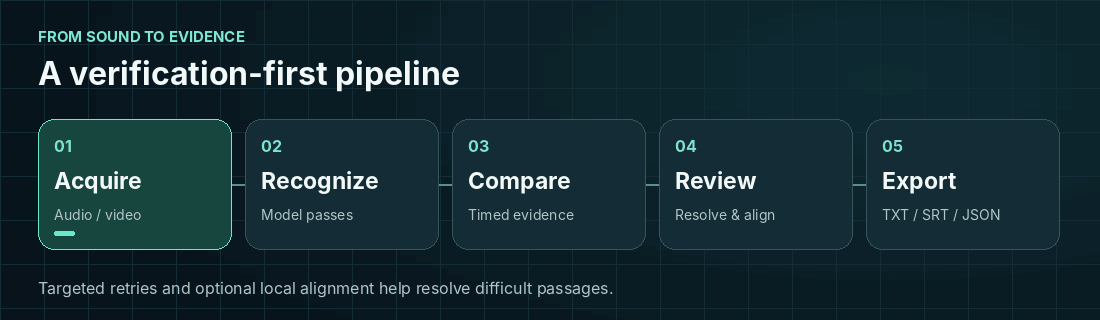 FROM SOUND TO EVIDENCE
A verification-first pipeline
01
Acquire
Audio / video
02
Recognize
Model passes
03
Compare
Timed evidence
04
Review
Resolve & align
05
Export
TXT / SRT / JSON
Targeted retries and optional local alignment help resolve difficult passages.